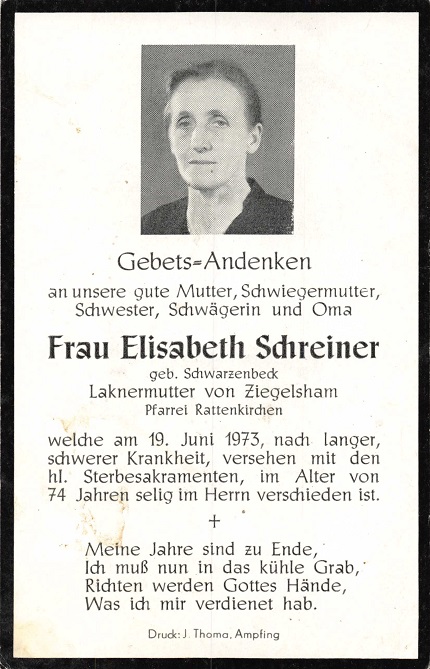 Gebets=Andenken
an unsere gute Mutter, Schwiegermutter,
Schwester, Schwägerin und Oma
Frau Elisabeth Schreiner
geb. Schwarzenbeck
Laknermutter von Ziegelsham
Pfarrei Rattenkirchen
welche am 19. Juni 1973, nach langer,
schwerer Krankheit, versehen mit den
hl. Sterbesakramenten, im Alter von
74 Jahren selig im Herrn verschieden ist.
+
Meine Jahre sind zu Ende,
Ich muß nun in das kühle Grab,
Richten werden Gottes Hände,
Was ich mir verdienet hab.
Druck: J. Thoma, Ampfing